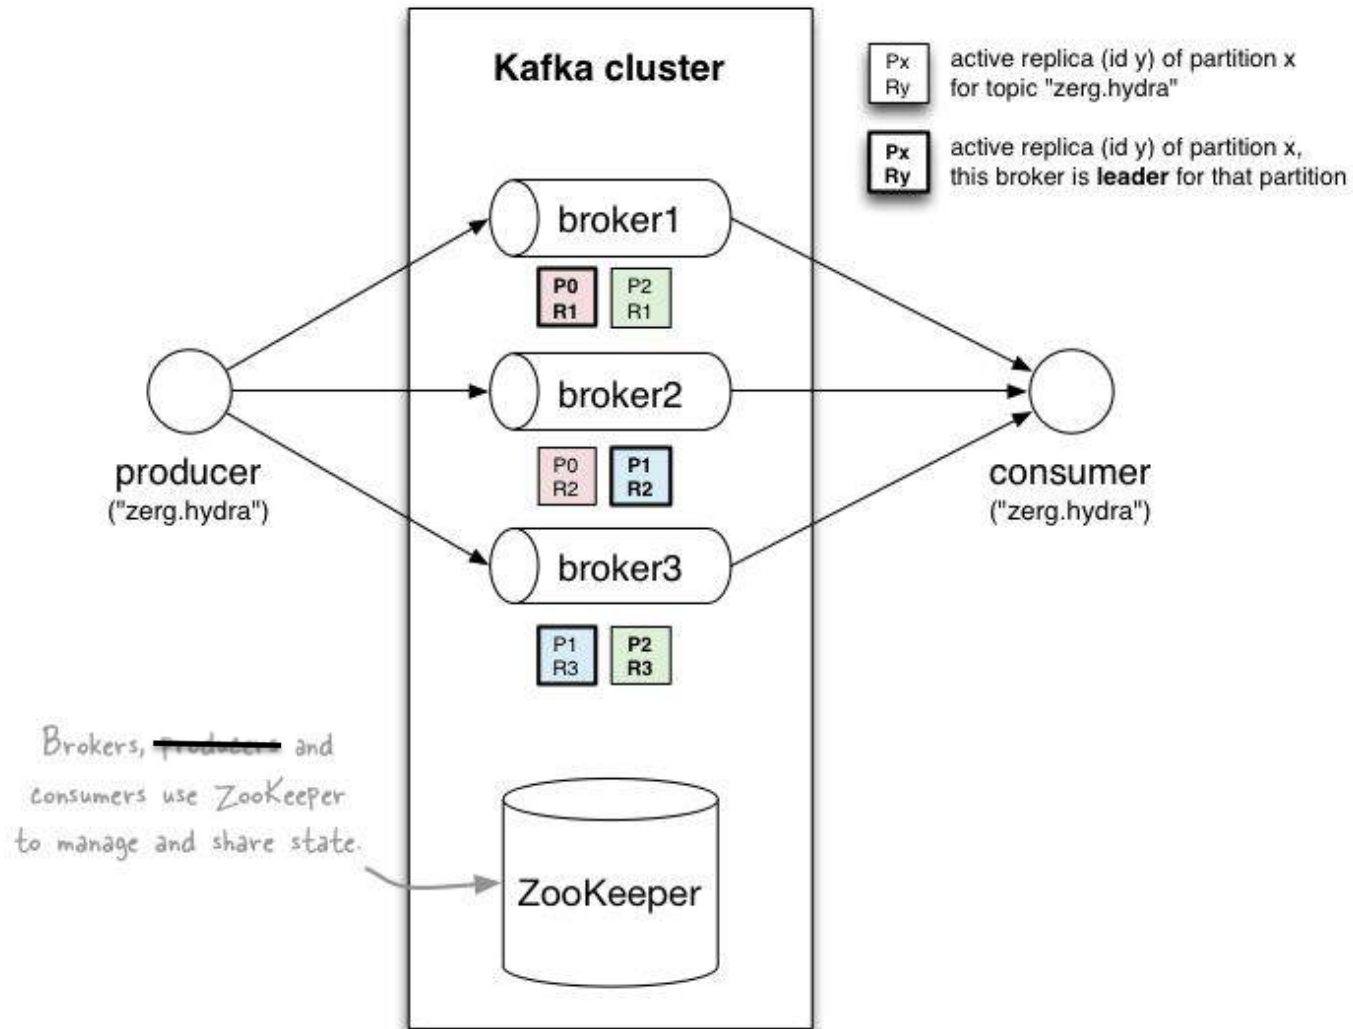 Kafka cluster
Px
Ry
active replica (id y) of partition x
for topic "zerg.hydra"
Px
Ry
active replica (id y) of partition x,
this broker is leader for that partition
broker1
P0
R1
P2
R1
broker2
P0
R2
P1
R2
producer
("zerg.hydra")
consumer
("zerg.hydra")
broker3
P1
R3
P2
R3
Brokers, producers and
consumers use ZooKeeper
to manage and share state.
ZooKeeper